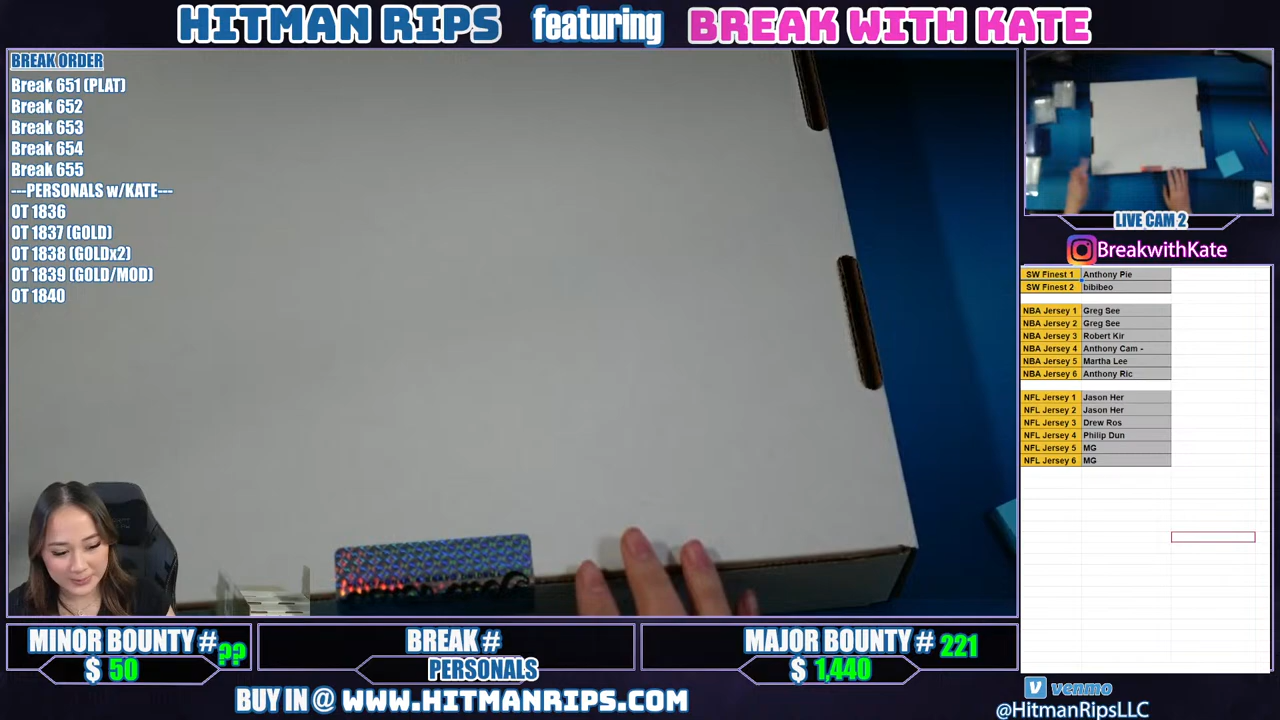 HITMAN RIPS featuring BREAK WITH KATE
BREAK ORDER
Break 651 (PLAT)
Break 652
Break 653
Break 654
Break 655
---PERSONALS w/KATE---
OT 1836
OT 1837 (GOLD)
OT 1838 (GOLDx2)
OT 1839 (GOLD/MOD)
OT 1840
LIVE CAM 2
BreakwithKate
SW Finest 1 Anthony Pie
SW Finest 2 bibibeo
NBA Jersey 1 Greg See
NBA Jersey 2 Greg See
NBA Jersey 3 Robert Kir
NBA Jersey 4 Anthony Cam -
NBA Jersey 5 Martha Lee
NBA Jersey 6 Anthony Ric
NFL Jersey 1 Jason Her
NFL Jersey 2 Jason Her
NFL Jersey 3 Drew Ros
NFL Jersey 4 Philip Dun
NFL Jersey 5 MG
NFL Jersey 6 MG
MINOR BOUNTY # ??
$ 50
BREAK #
PERSONALS
MAJOR BOUNTY # 221
$ 1,440
BUY IN @ WWW.HITMANRIPS.COM
venmo
@HitmanRipsLLC